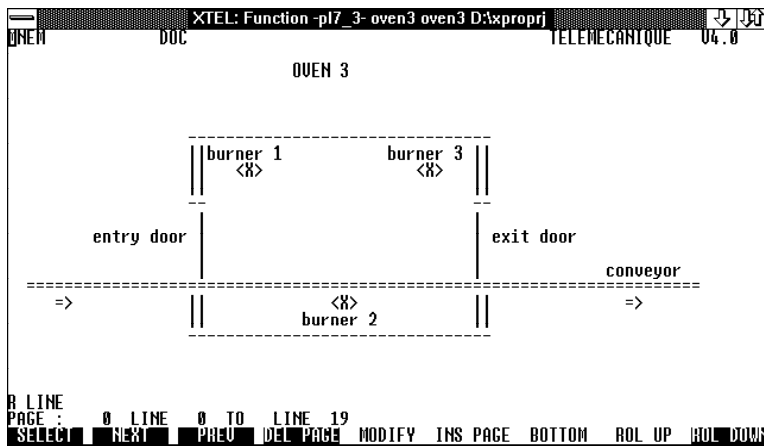 XTEL: Function -pl7_3- oven3 oven3 D:\xproprj
MNEM DOC TELEMECANIQUE V4.0
OVEN 3
burner 1 burner 3
<X> <X>
entry door exit door
conveyor
=> <X> =>
burner 2
R LINE
PAGE : 0 LINE 0 TO LINE 19
SELECT NEXT PREV DEL PAGE MODIFY INS PAGE BOTTOM ROL UP ROL DOWN